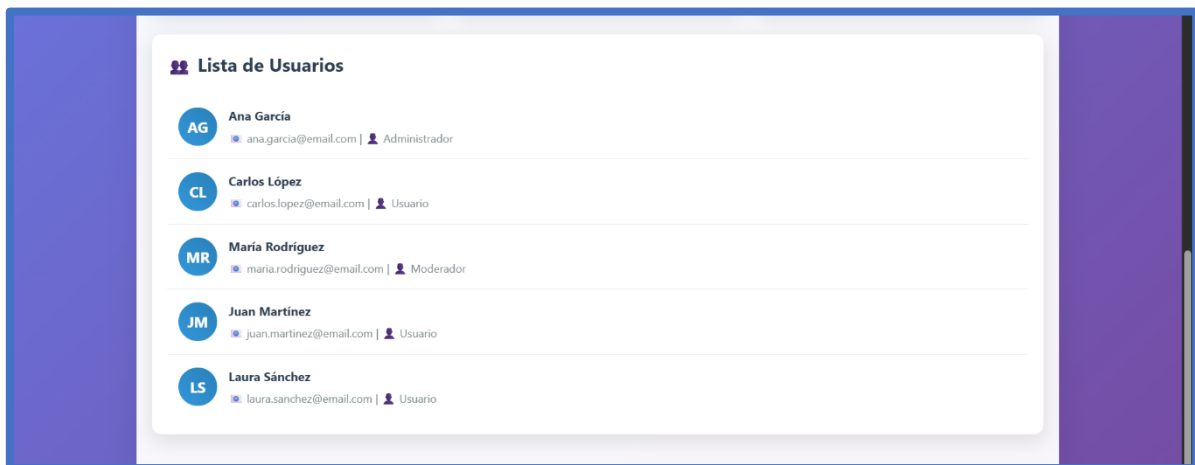 Lista de Usuarios
AG
Ana García
ana.garcia@email.com | Administrador
CL
Carlos López
carlos.lopez@email.com | Usuario
MR
María Rodríguez
maria.rodriguez@email.com | Moderador
JM
Juan Martínez
juan.martinez@email.com | Usuario
LS
Laura Sánchez
laura.sanchez@email.com | Usuario